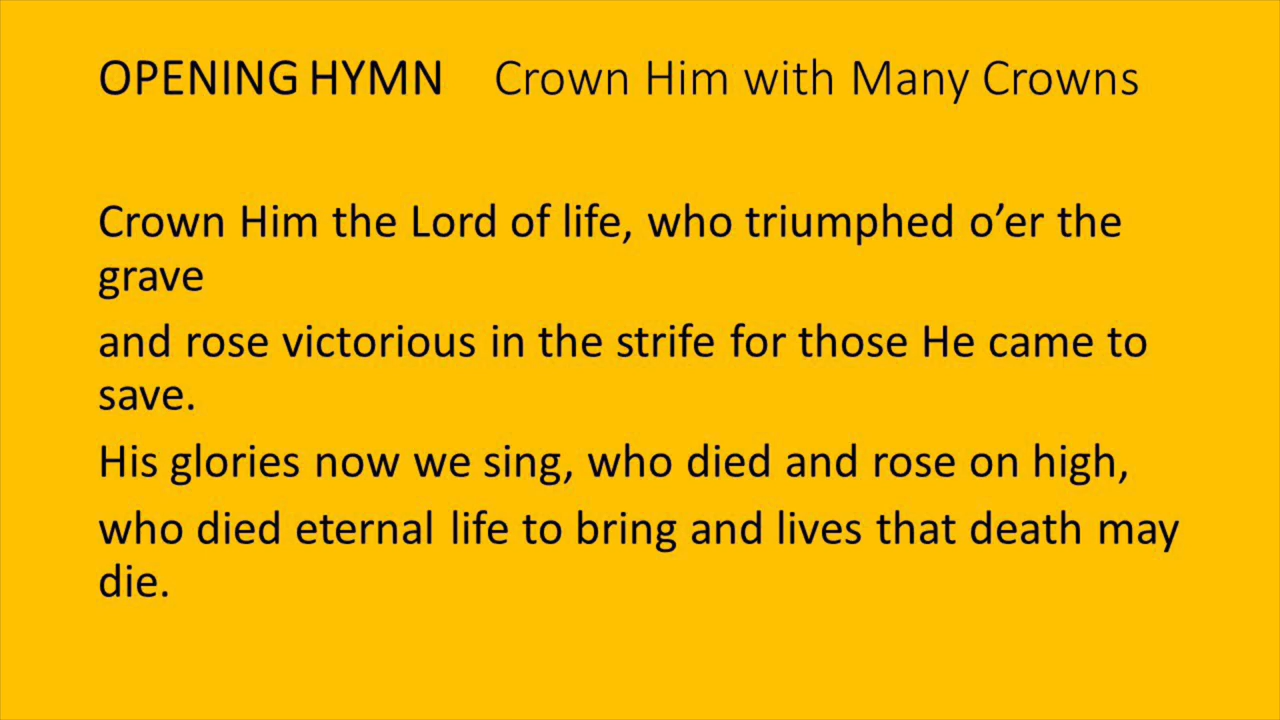 OPENING HYMN Crown Him with Many Crowns
Crown Him the Lord of life, who triumphed o’er the
grave
and rose victorious in the strife for those He came to
save.
His glories now we sing, who died and rose on high,
who died eternal life to bring and lives that death may
die.